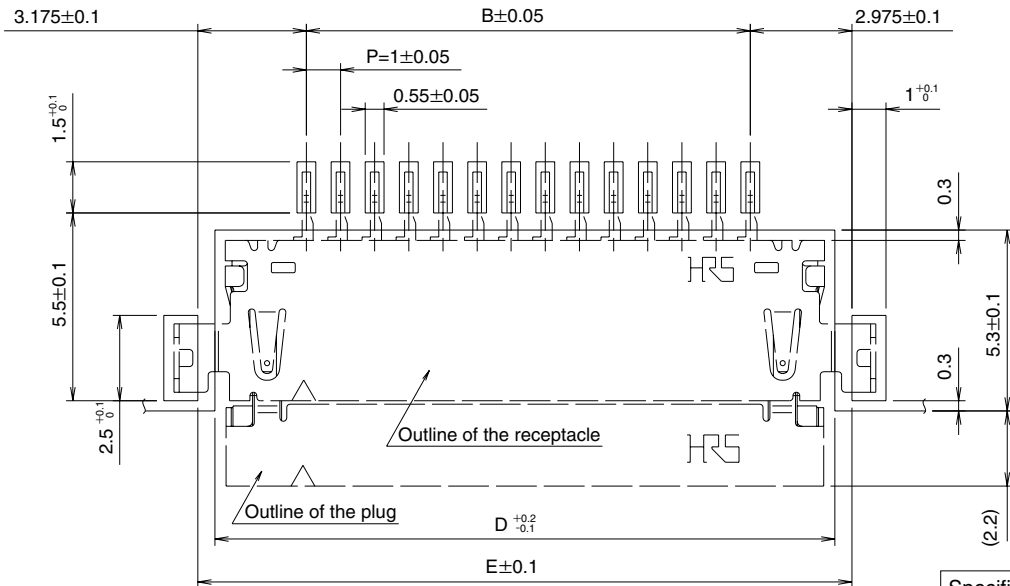 3.175±0.1
B±0.05
2.975±0.1
P=1±0.05
0.55±0.05
1 +0.1 0
1.5 +0.1 0
0.3
HRS
5.5±0.1
5.3±0.1
0.3
2.5 +0.1 0
Outline of the receptacle
HRS
Outline of the plug
D +0.2 -0.1
(2.2)
E±0.1